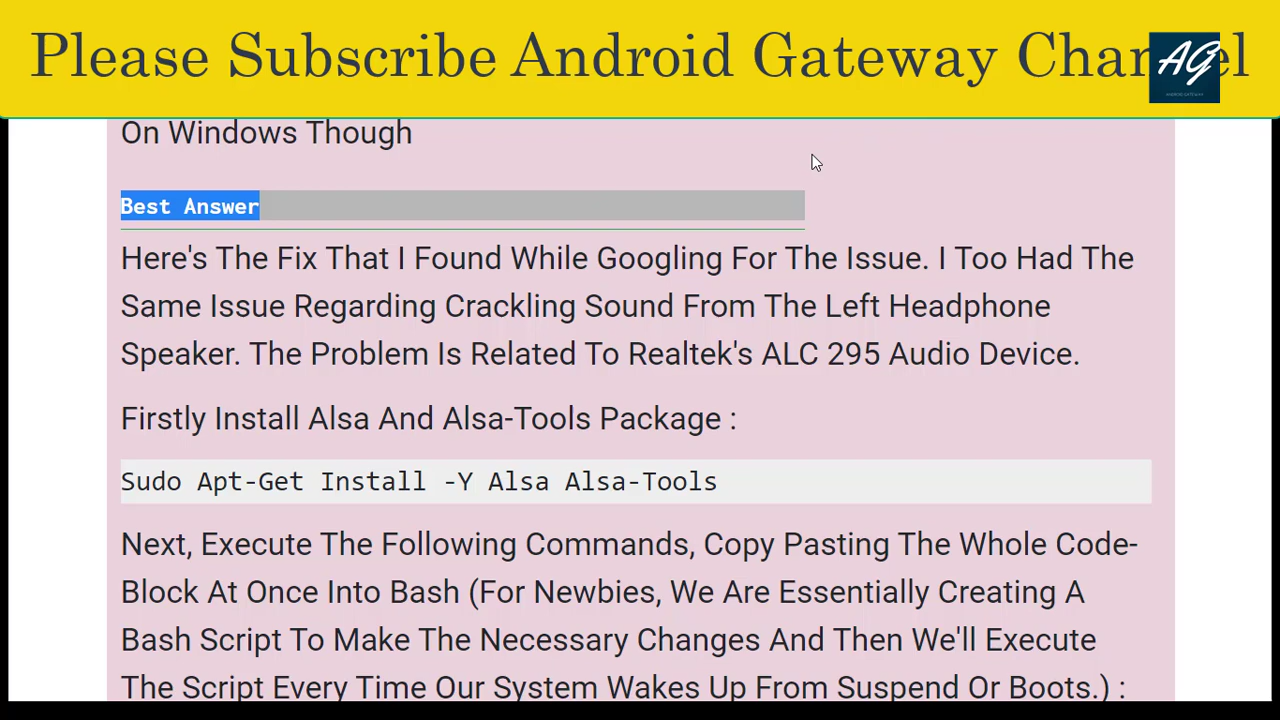 Please Subscribe Android Gateway Chan el
AG
On Windows Though
Best Answer
Here's The Fix That I Found While Googling For The Issue. I Too Had The
Same Issue Regarding Crackling Sound From The Left Headphone
Speaker. The Problem Is Related To Realtek's ALC 295 Audio Device.
Firstly Install Alsa And Alsa-Tools Package :
Sudo Apt-Get Install -Y Alsa Alsa-Tools
Next, Execute The Following Commands, Copy Pasting The Whole Code-
Block At Once Into Bash (For Newbies, We Are Essentially Creating A
Bash Script To Make The Necessary Changes And Then We'll Execute
The Script Every Time Our System Wakes Up From Suspend Or Boots.) :